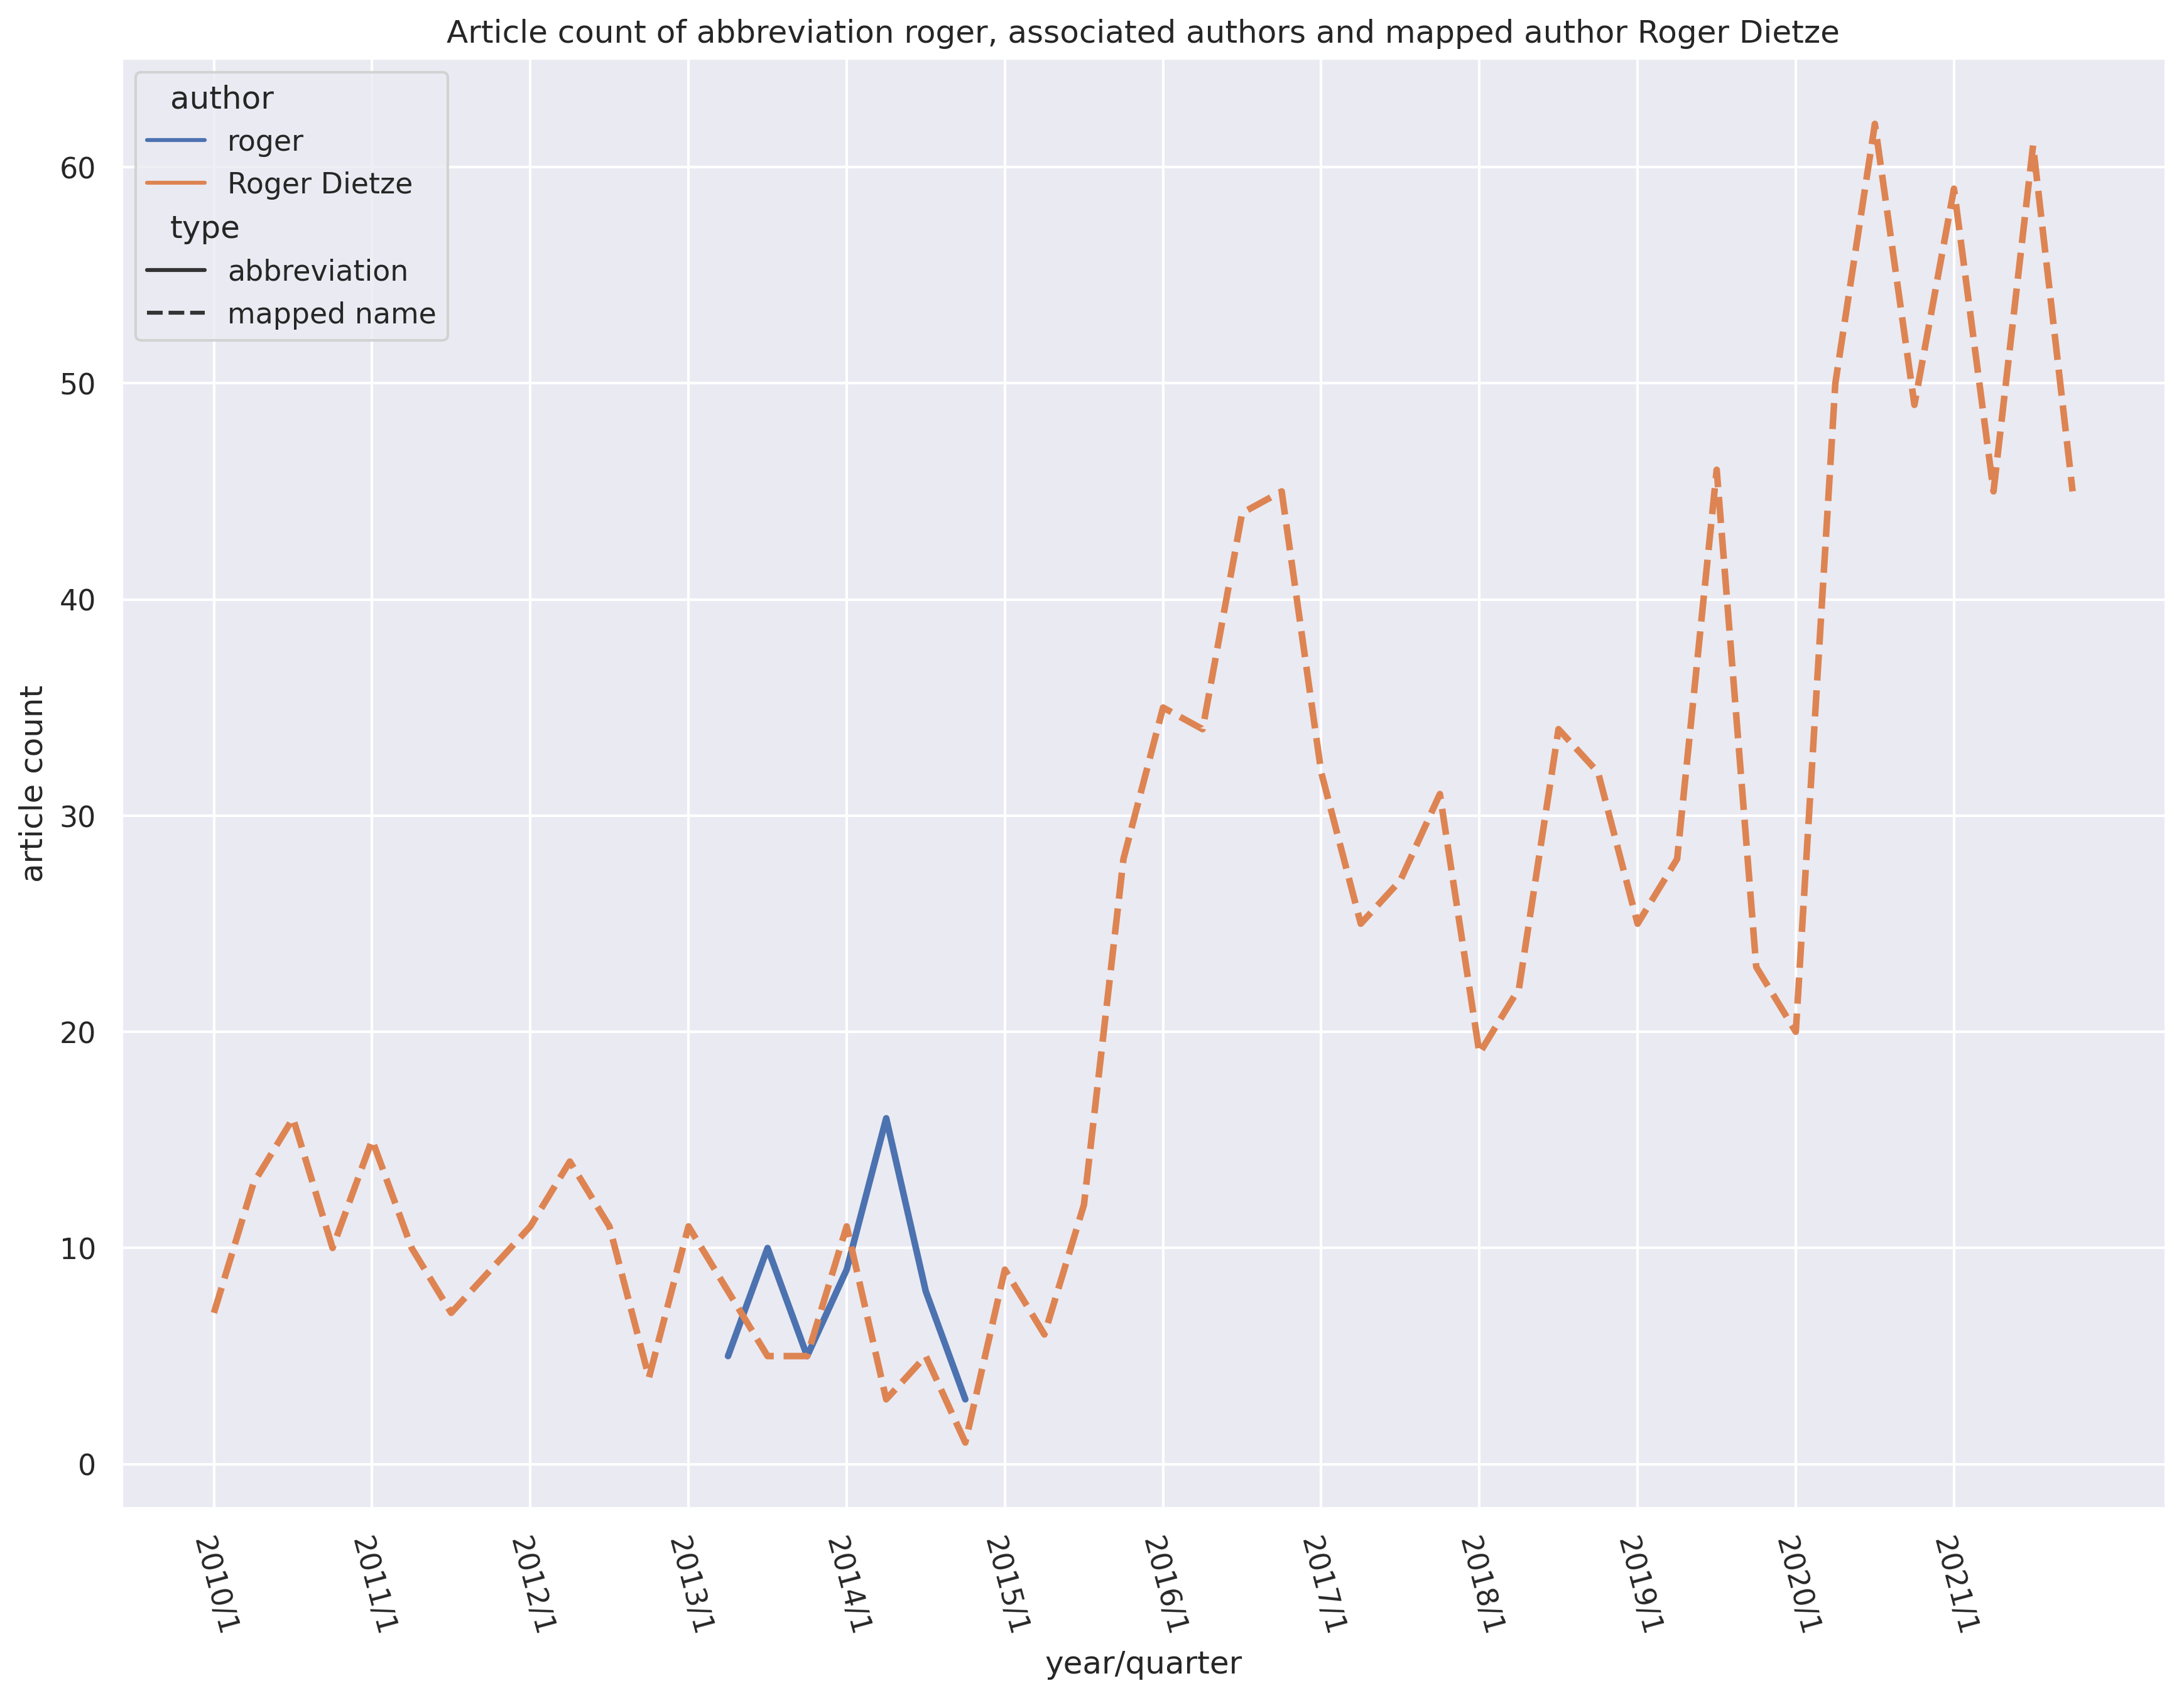 Article count of abbreviation roger, associated authors and mapped author Roger Dietze
author
roger
Roger Dietze
type
abbreviation
mapped name
article count
60
50
40
30
20
10
0
2010/1
2011/1
2012/1
2013/1
2014/1
2015/1
2016/1
2017/1
2018/1
2019/1
2020/1
2021/1
year/quarter